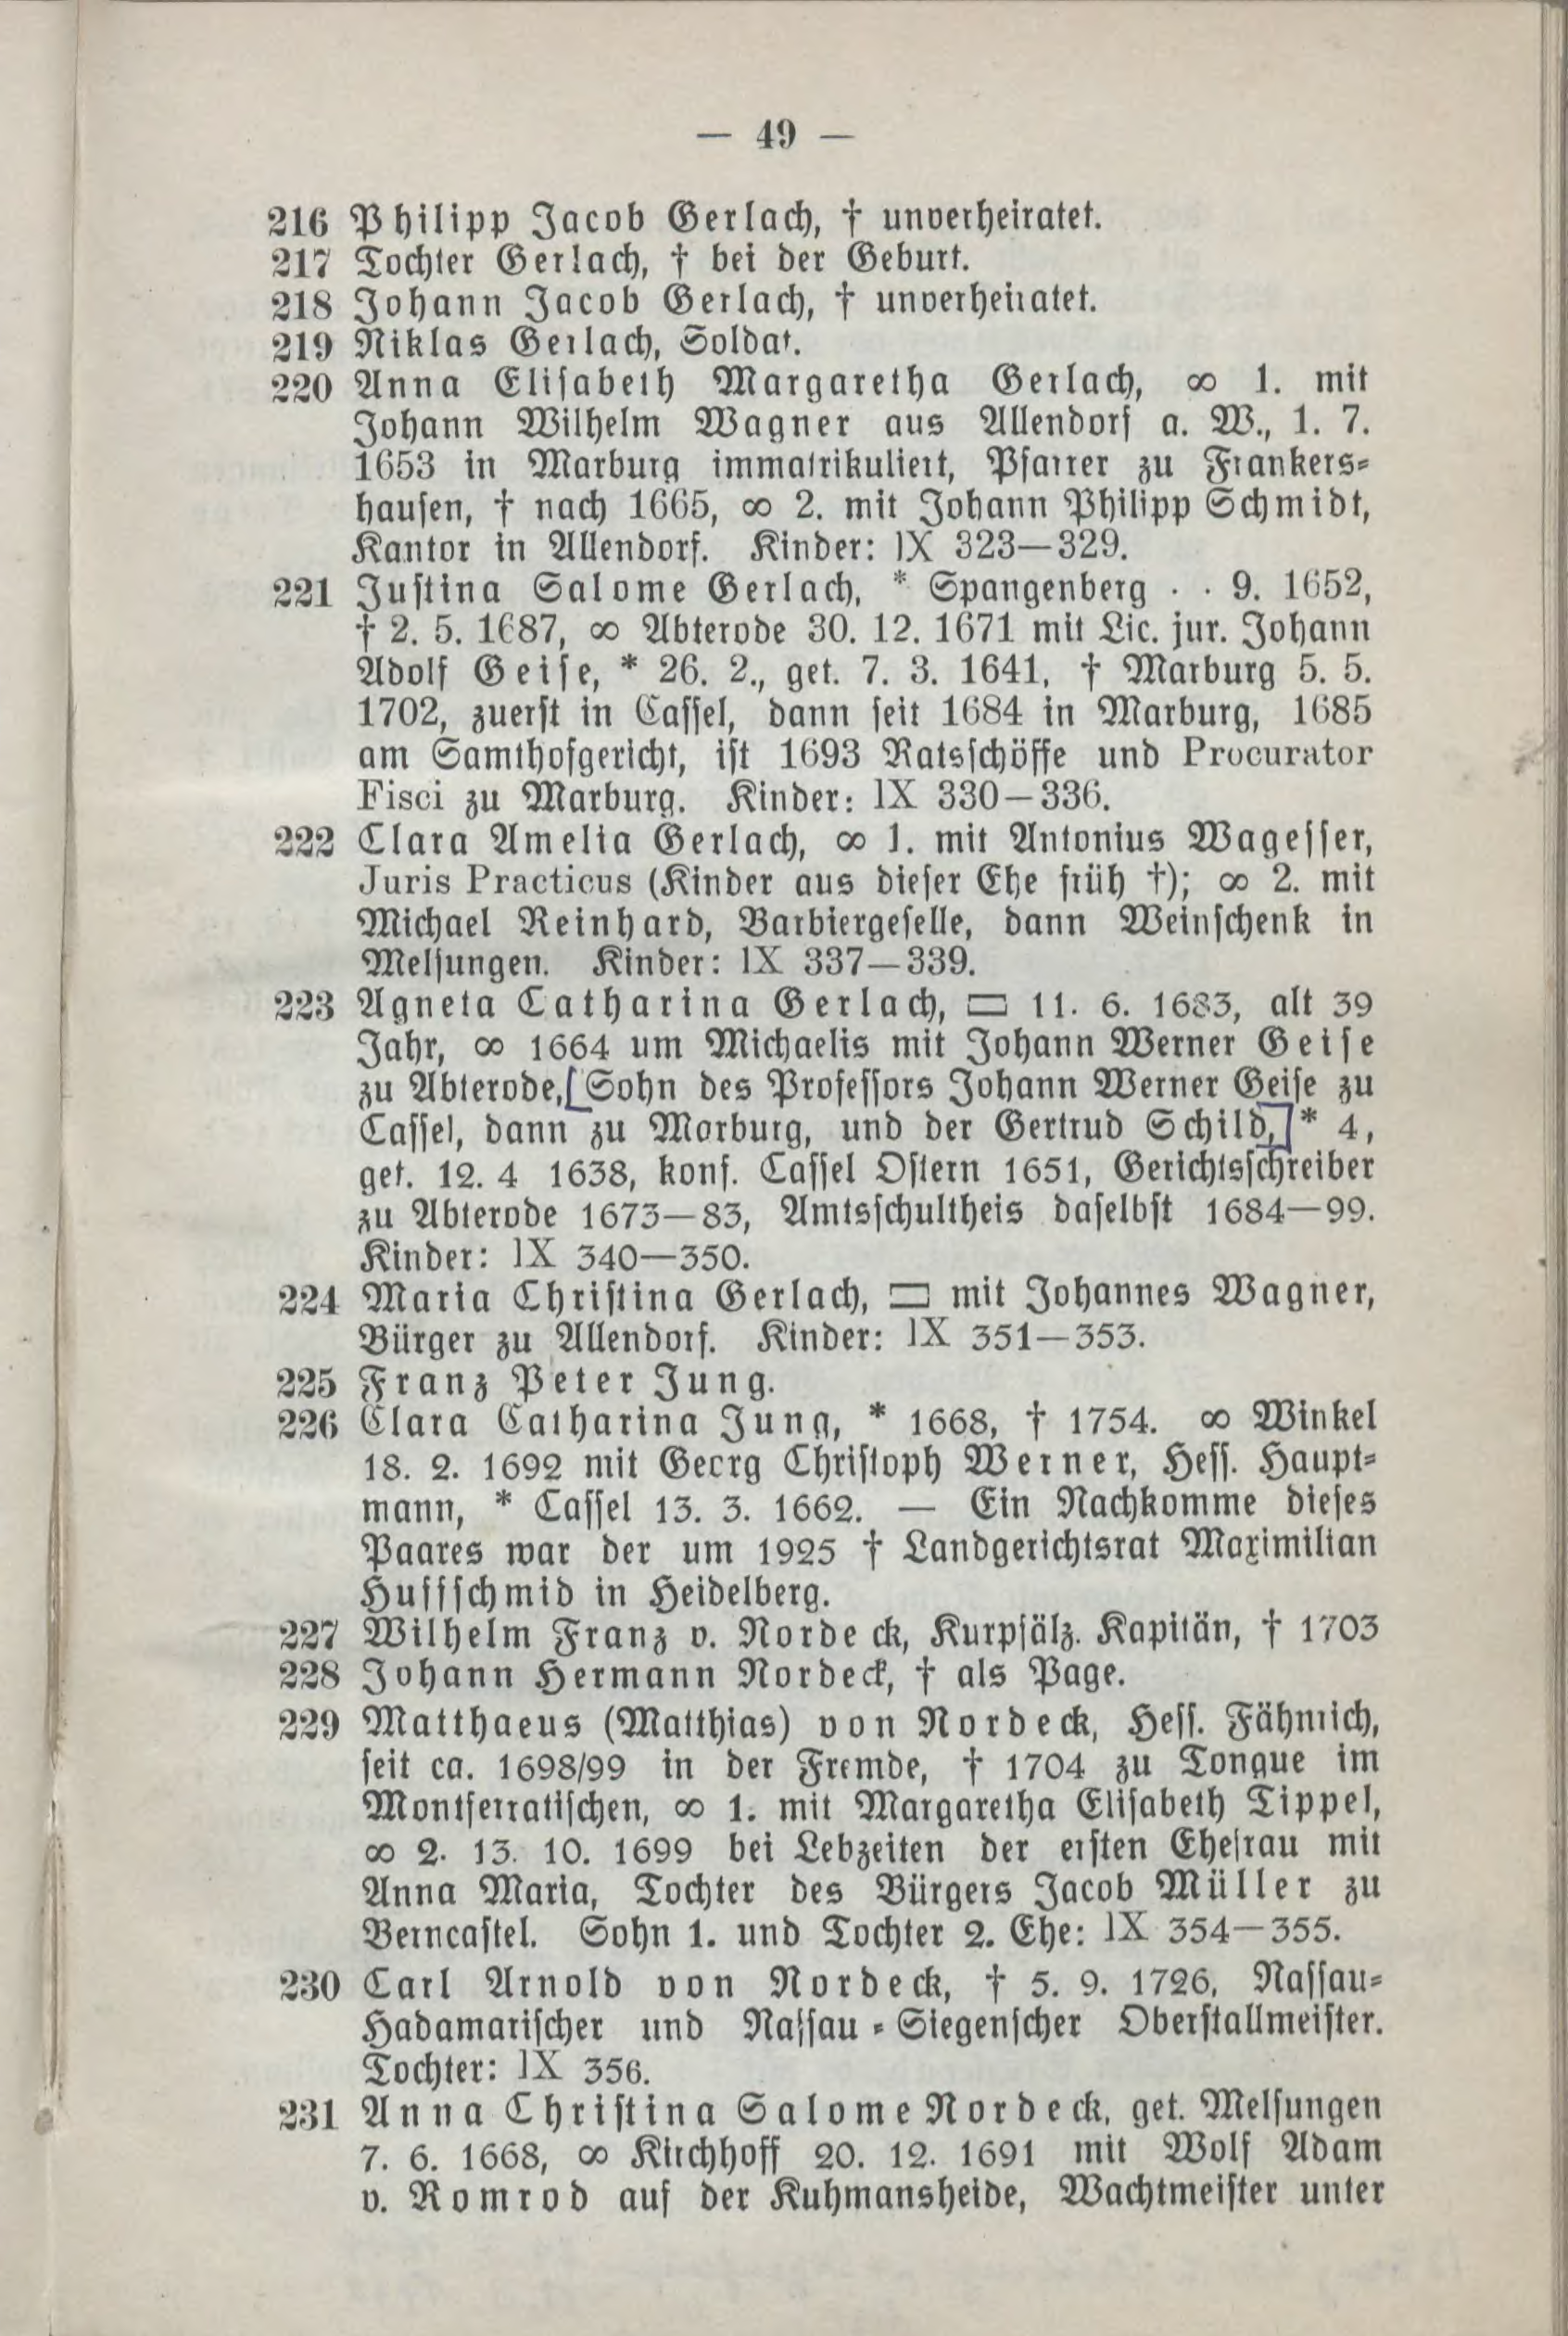 — 49 —
216 Philipp Jacob Gerlach, † unverheiratet.
217 Tochter Gerlach, † bei der Geburt.
218 Johann Jacob Gerlach, † unverheiratet.
219 Niklas Gerlach, Soldat.
220 Anna Elisabeth Margaretha Gerlach, ∞ 1. mit
Johann Wilhelm Wagner aus Allendorf a. W., 1. 7.
1653 in Marburg immatrikuliert, Pfarrer zu Frankers-
hausen, † nach 1665, ∞ 2. mit Johann Philipp Schmidt,
Kantor in Allendorf. Kinder: IX 323—329.
221 Justina Salome Gerlach, * Spangenberg . . 9. 1652,
† 2. 5. 1687, ∞ Abterode 30. 12. 1671 mit Lic. jur. Johann
Adolf Geise, * 26. 2., get. 7. 3. 1641, † Marburg 5. 5.
1702, zuerst in Cassel, dann seit 1684 in Marburg, 1685
am Samthofgericht, ist 1693 Ratsschöffe und Procurator
Fisci zu Marburg. Kinder: IX 330—336.
222 Clara Amelia Gerlach, ∞ 1. mit Antonius Wagesser,
Juris Practicus (Kinder aus dieser Ehe früh †); ∞ 2. mit
Michael Reinhard, Barbiergeselle, dann Weinschenk in
Melsungen. Kinder: IX 337—339.
223 Agneta Catharina Gerlach, ▭ 11. 6. 1683, alt 39
Jahr, ∞ 1664 um Michaelis mit Johann Werner Geise
zu Abterode,[Sohn des Professors Johann Werner Geise zu
Cassel, dann zu Marburg, und der Gertrud Schild,] * 4,
get. 12. 4 1638, konf. Cassel Ostern 1651, Gerichtsschreiber
zu Abterode 1673—83, Amtsschultheis daselbst 1684—99.
Kinder: IX 340—350.
224 Maria Christina Gerlach, ▭ mit Johannes Wagner,
Bürger zu Allendorf. Kinder: IX 351—353.
225 Franz Peter Jung.
226 Clara Catharina Jung, * 1668, † 1754. ∞ Winkel
18. 2. 1692 mit Georg Christoph Werner, Hess. Haupt-
mann, * Cassel 13. 3. 1662. — Ein Nachkomme dieses
Paares war der um 1925 † Landgerichtsrat Maximilian
Huffschmid in Heidelberg.
227 Wilhelm Franz v. Nordeck, Kurpfälz. Kapitän, † 1703
228 Johann Hermann Nordeck, † als Page.
229 Matthaeus (Matthias) von Nordeck, Hess. Fähnrich,
seit ca. 1698/99 in der Fremde, † 1704 zu Tongue im
Montferratischen, ∞ 1. mit Margaretha Elisabeth Tippel,
∞ 2. 13. 10. 1699 bei Lebzeiten der ersten Ehefrau mit
Anna Maria, Tochter des Bürgers Jacob Müller zu
Berncastel. Sohn 1. und Tochter 2. Ehe: IX 354—355.
230 Carl Arnold von Nordeck, † 5. 9. 1726, Nassau-
Hadamarischer und Nassau-Siegenscher Oberstallmeister.
Tochter: IX 356.
231 Anna Christina Salome Nordeck, get. Melsungen
7. 6. 1668, ∞ Kirchhoff 20. 12. 1691 mit Wolf Adam
v. Romrod auf der Kuhmansheide, Wachtmeister unter